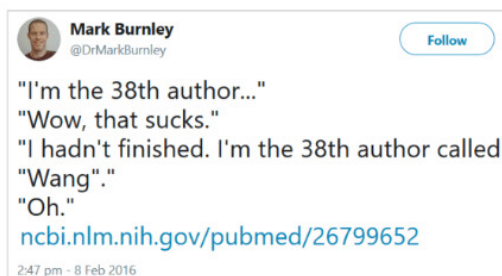 Mark Burnley
@DrMarkBurnley
Follow
"I'm the 38th author..."
"Wow, that sucks."
"I hadn't finished. I'm the 38th author called
"Wang"."
"Oh."
ncbi.nlm.nih.gov/pubmed/26799652
2:47 pm - 8 Feb 2016